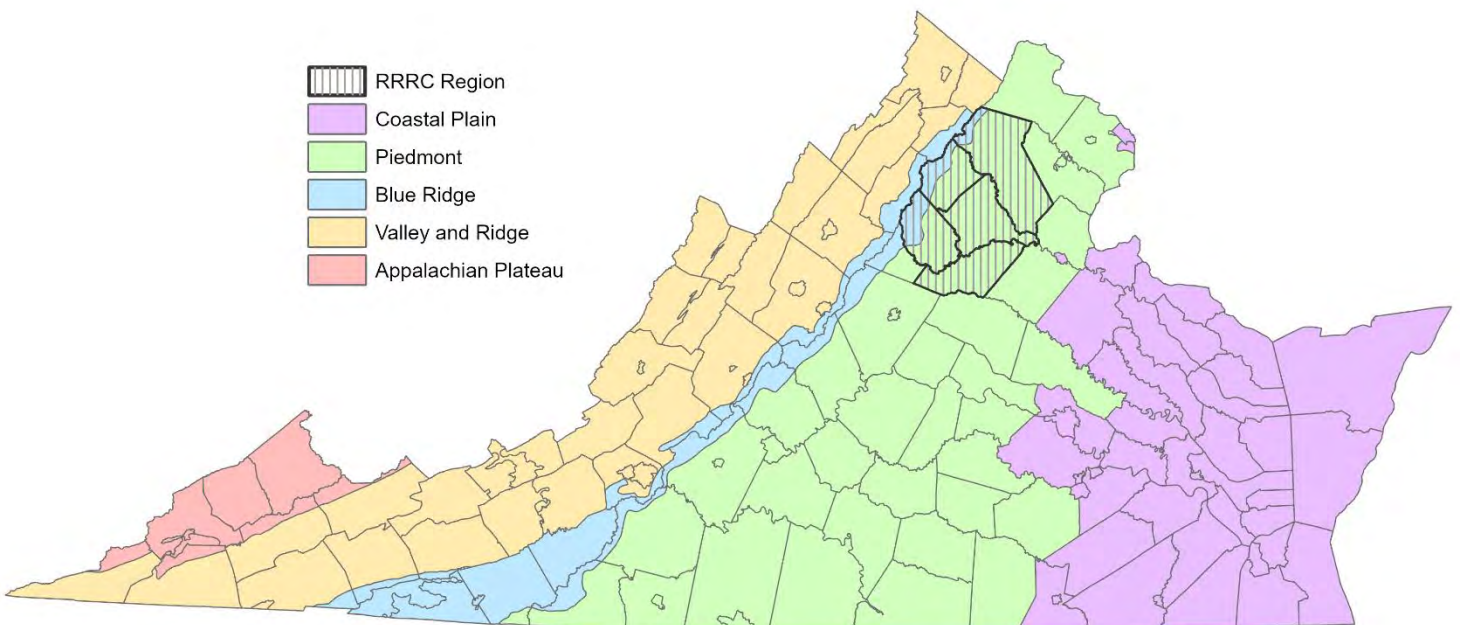 RRRC Region
Coastal Plain
Piedmont
Blue Ridge
Valley and Ridge
Appalachian Plateau